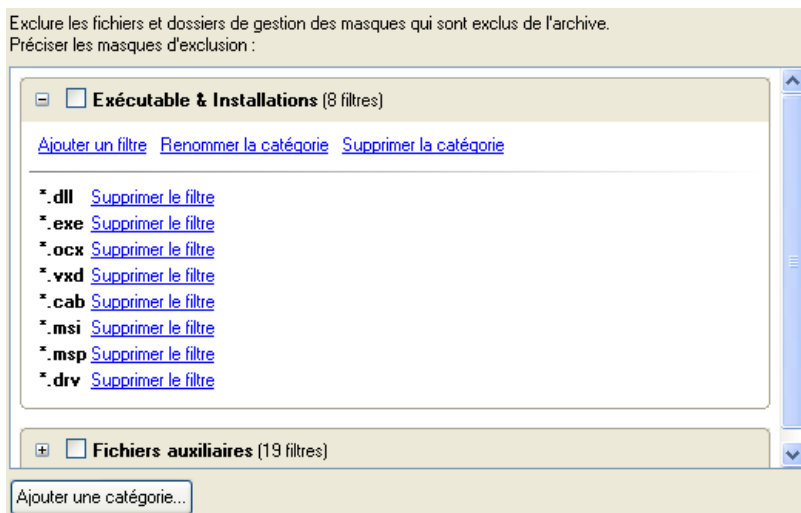 Exclure les fichiers et dossiers de gestion des masques qui sont exclus de l'archive.
Préciser les masques d'exclusion :
Exécutable & Installations (8 filtres)
Ajouter un filtre Renommer la catégorie Supprimer la catégorie
*.dll Supprimer le filtre
*.exe Supprimer le filtre
*.ocx Supprimer le filtre
*.vxd Supprimer le filtre
*.cab Supprimer le filtre
*.msi Supprimer le filtre
*.msp Supprimer le filtre
*.drv Supprimer le filtre
Fichiers auxiliaires (19 filtres)
Ajouter une catégorie...